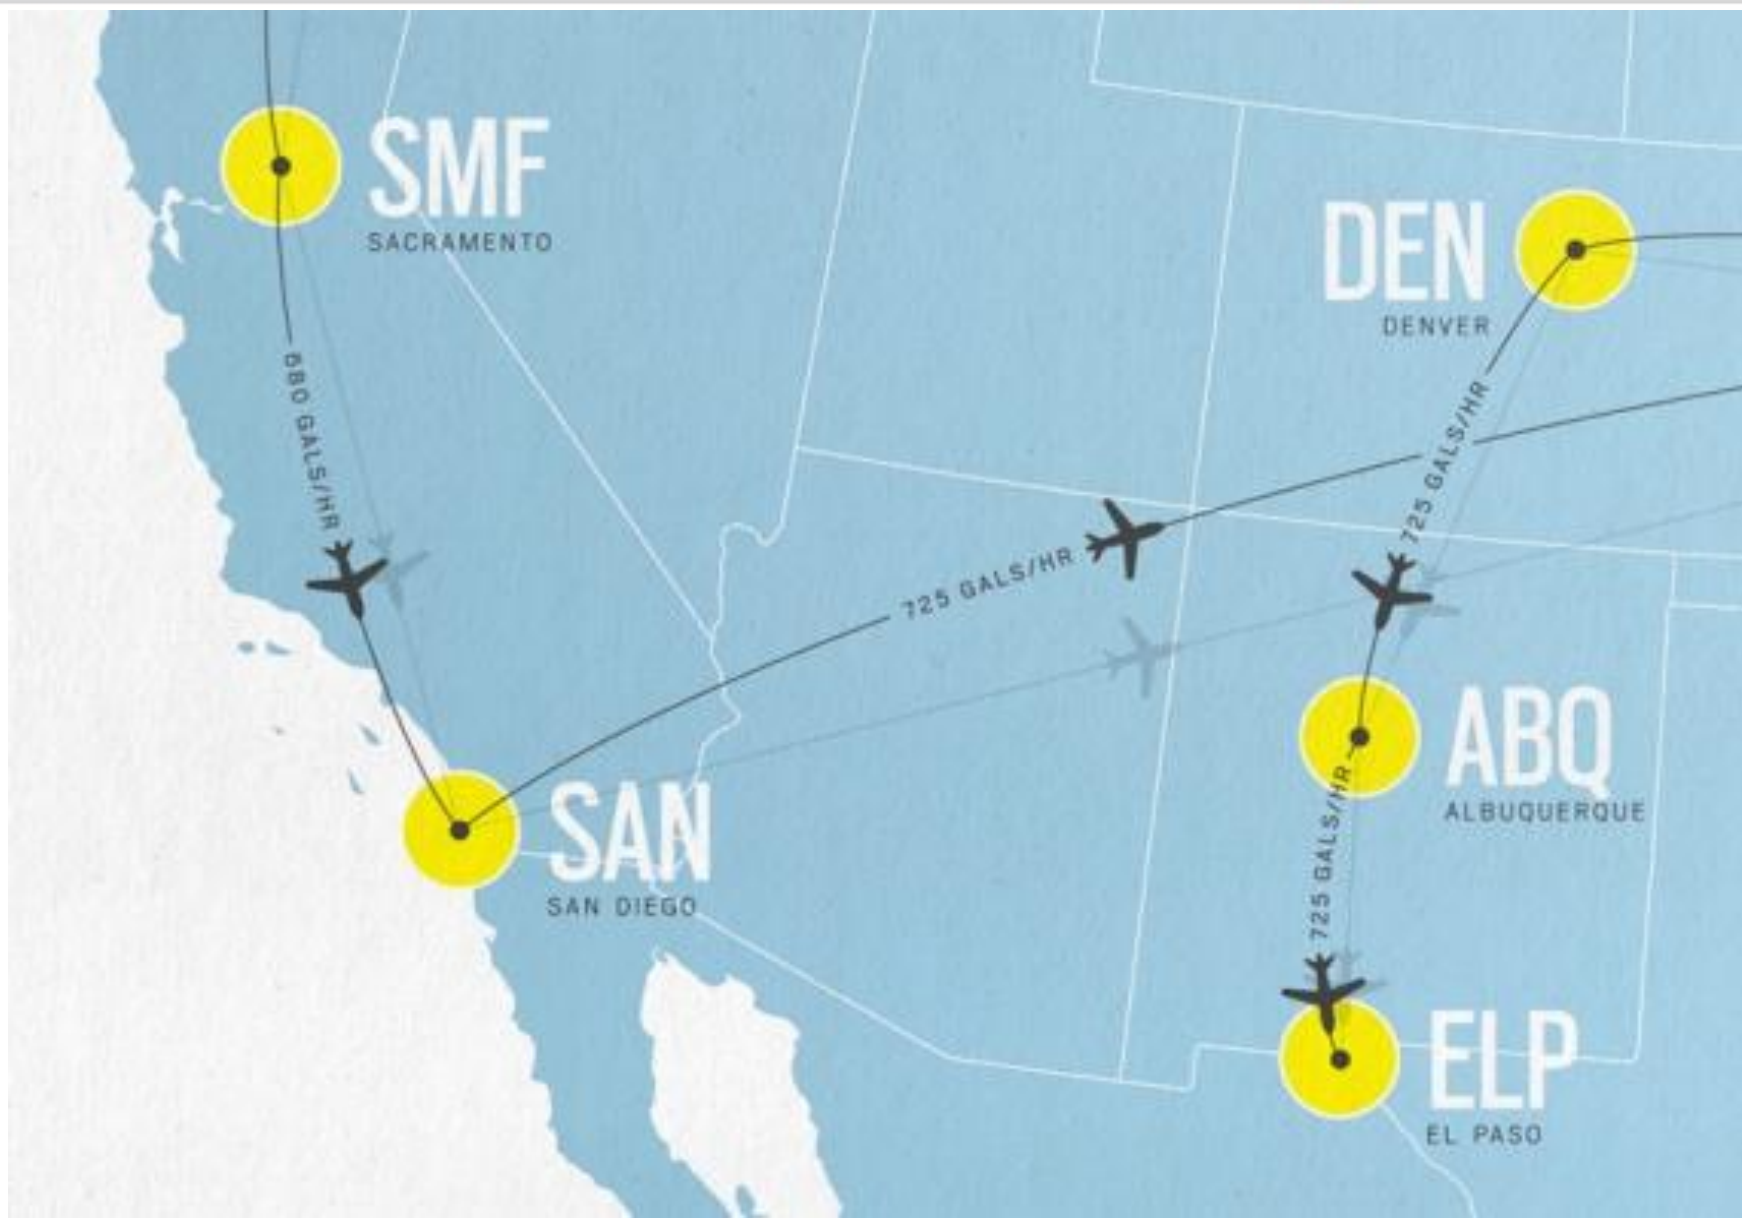 SMF
SACRAMENTO
DEN
DENVER
GALS/HR
725 GALS/HR
725 GALS/HR
ABQ
ALBUQUERQUE
725 GALS/HR
SAN
SAN DIEGO
ELP
EL PASO